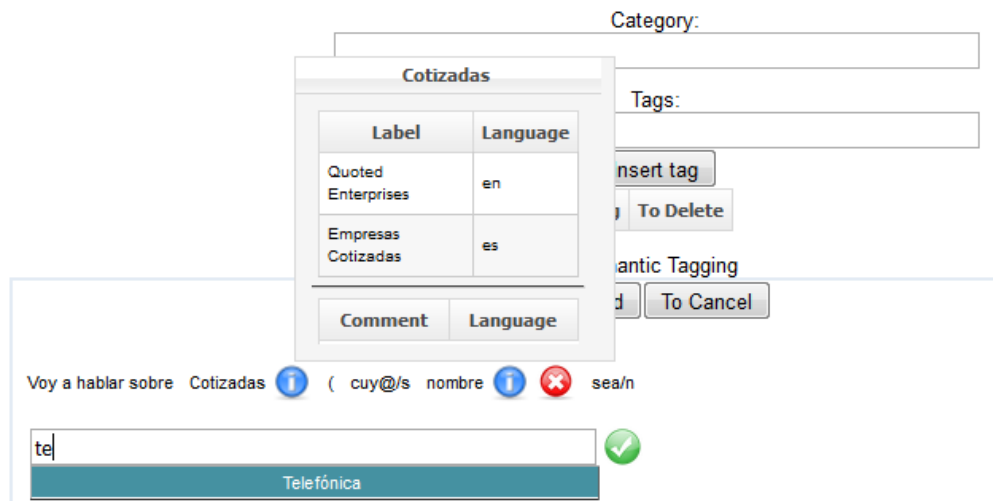 Category:
Cotizadas
Tags:
Label Language
Quoted
Enterprises
en
nsert tag
To Delete
Empresas
Cotizadas
es
antic Tagging
d To Cancel
Comment Language
Voy a hablar sobre Cotizadas i ( cuy@/s nombre i sea/n
te
Telefónica